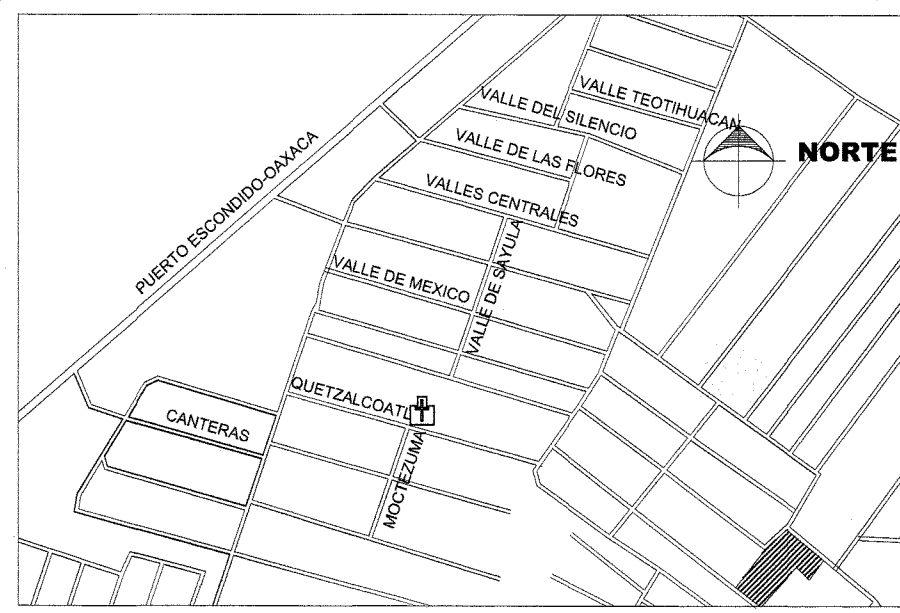 VALLE TEOTIHUACAN
VALLE DEL SILENCIO
VALLE DE LAS FLORES
NORTE
PUERTO ESCONDIDO-OAXACA
VALLES CENTRALES
VALLE DE SAYULA
VALLE DE MEXICO
QUETZALCOATL
CANTERAS
MOCTEZUMA